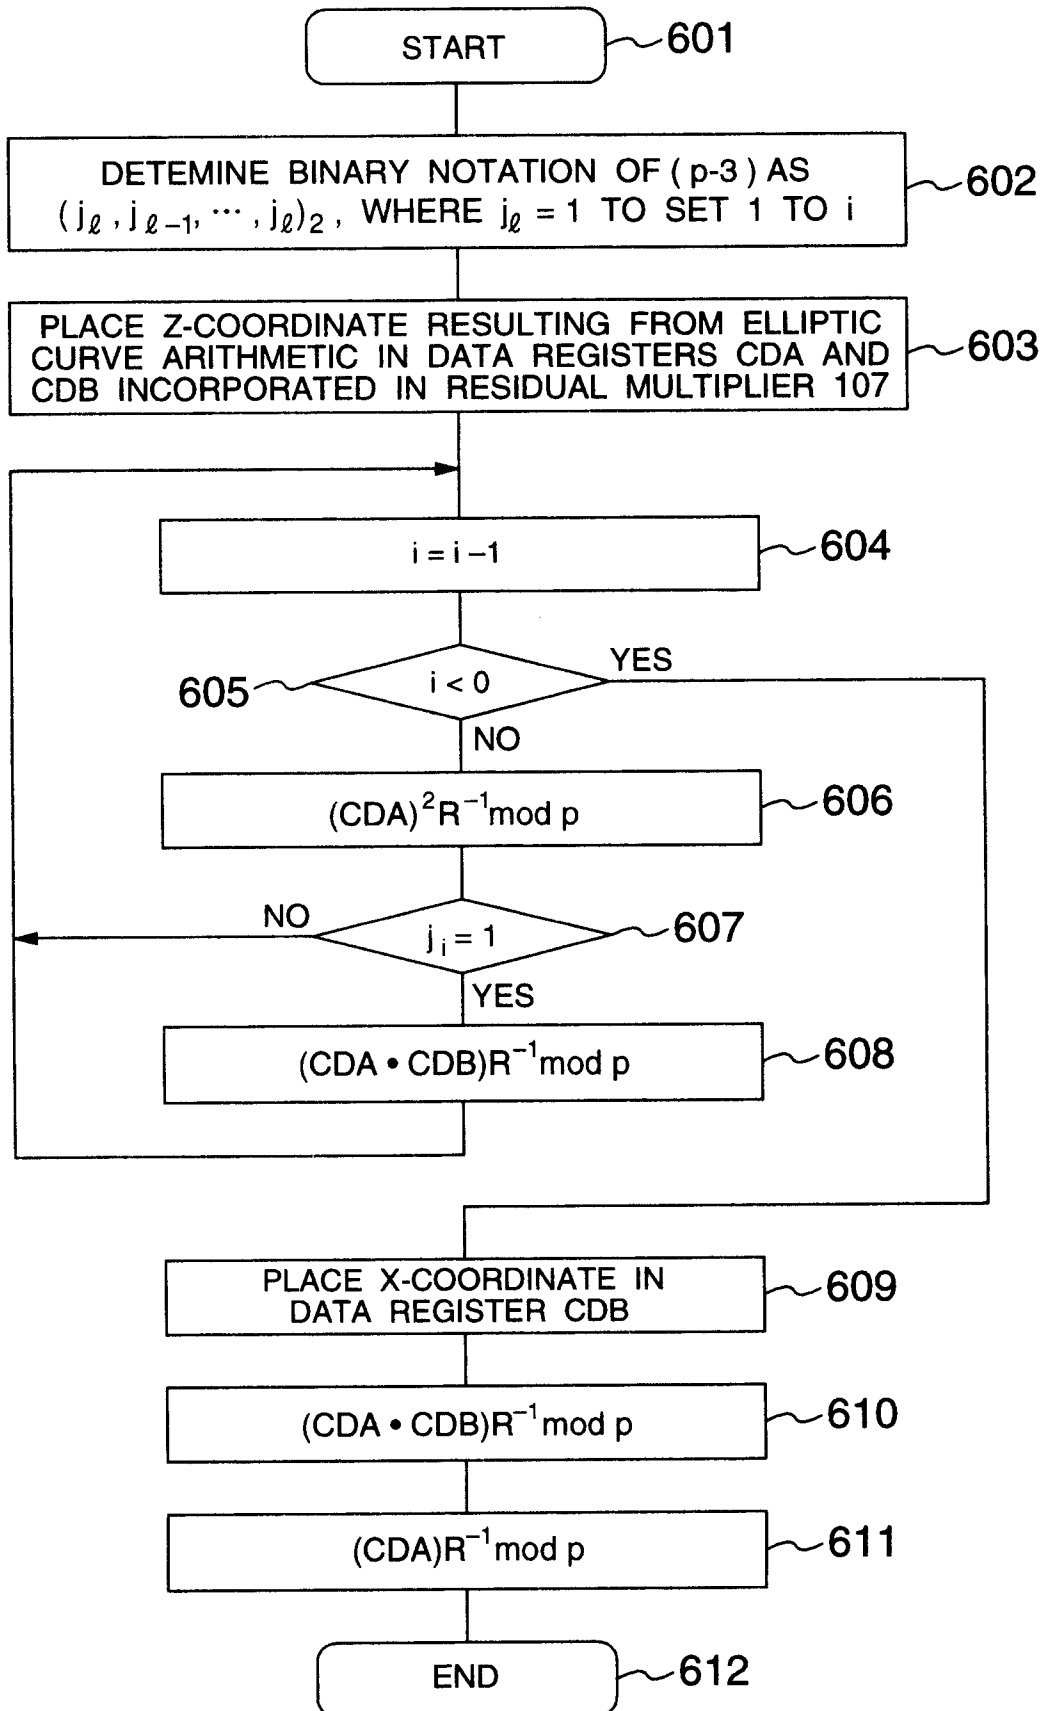 START
601
DETEMINE BINARY NOTATION OF ( p-3 ) AS
(jℓ , jℓ−1, ··· , jℓ)2 , WHERE jℓ = 1 TO SET 1 TO i
602
PLACE Z-COORDINATE RESULTING FROM ELLIPTIC
CURVE ARITHMETIC IN DATA REGISTERS CDA AND
CDB INCORPORATED IN RESIDUAL MULTIPLIER 107
603
i = i −1
604
i < 0
605
YES
NO
(CDA)²R⁻¹mod p
606
ji = 1
607
NO
YES
(CDA • CDB)R⁻¹mod p
608
PLACE X-COORDINATE IN
DATA REGISTER CDB
609
(CDA • CDB)R⁻¹mod p
610
(CDA)R⁻¹mod p
611
END
612